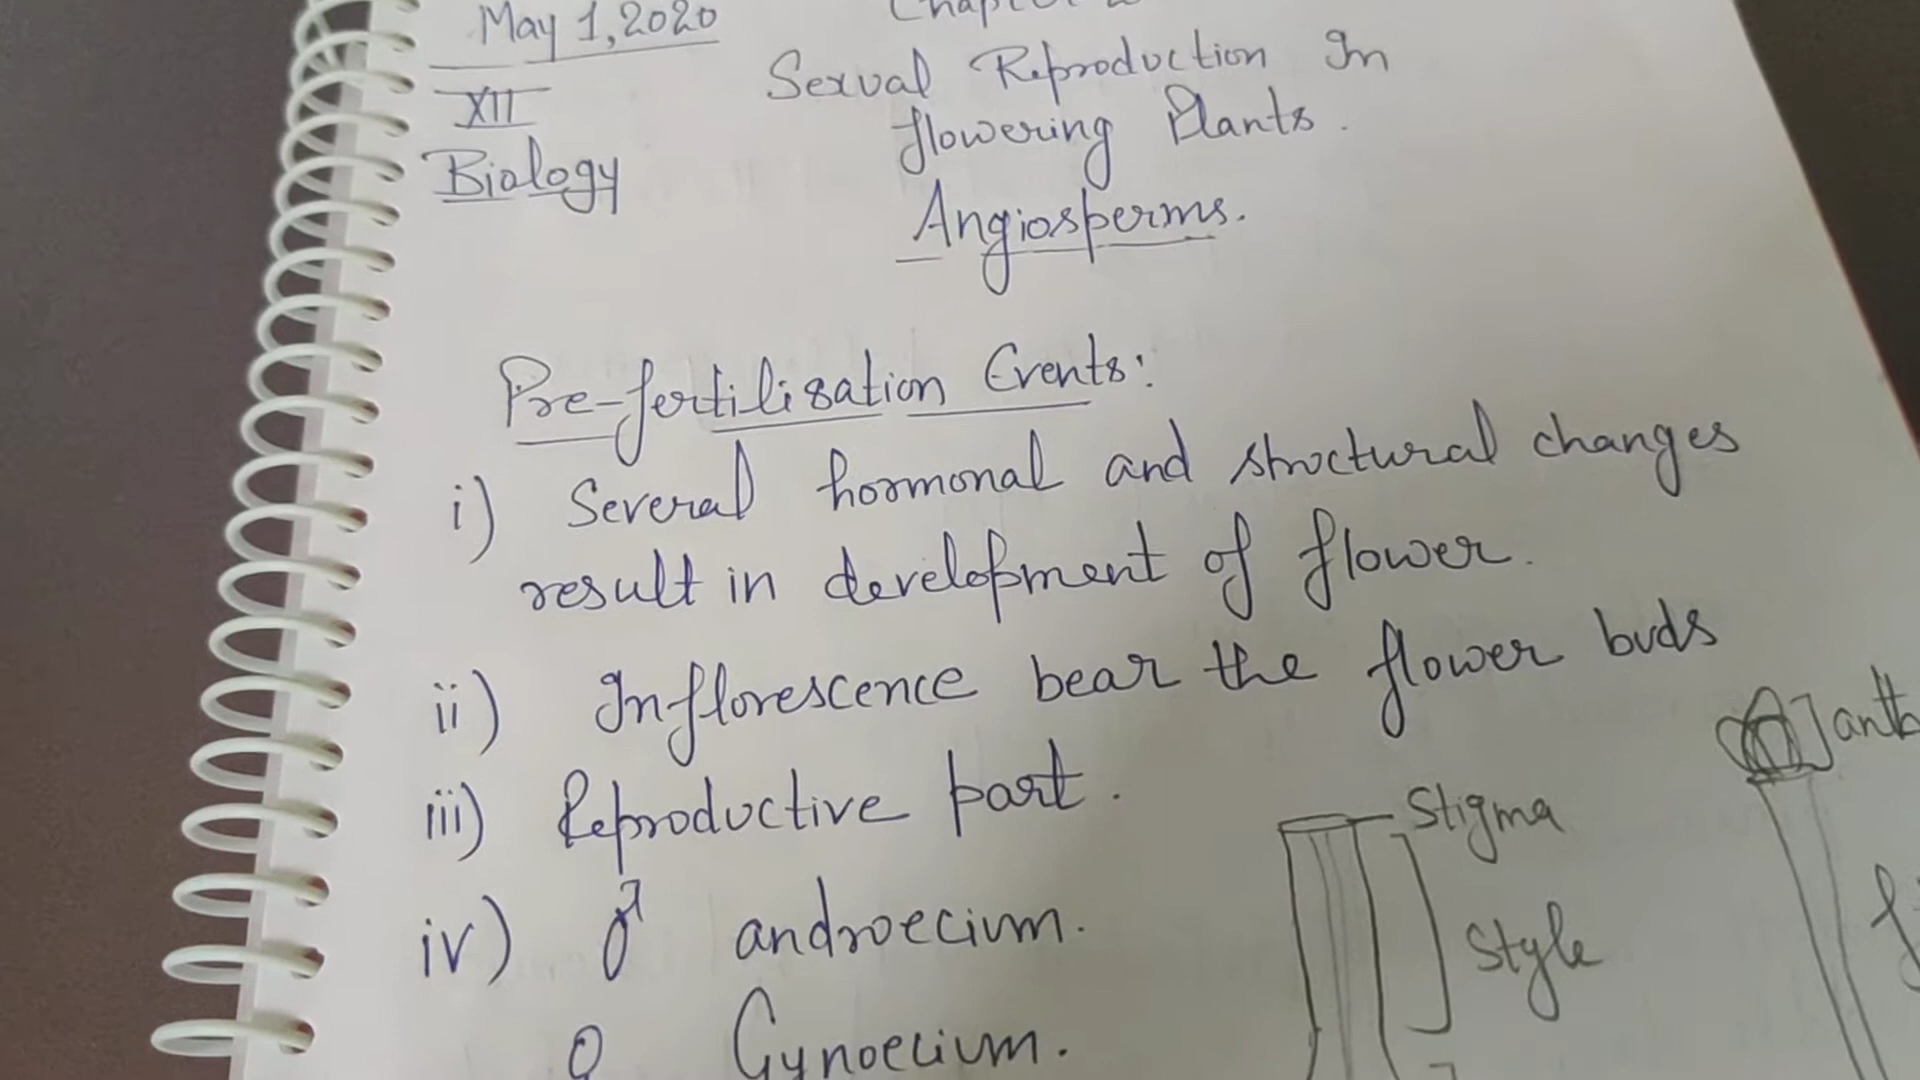 May 1, 2020
XII
Biology
Sexual Reproduction In
flowering Plants.
Angiosperms.
Pre-fertilisation Events:
i) Several hormonal and structural changes
result in development of flower.
ii) Inflorescence bear the flower buds
iii) Reproductive part.
iv) ♂ androecium.
Gynoecium.
Stigma
Style